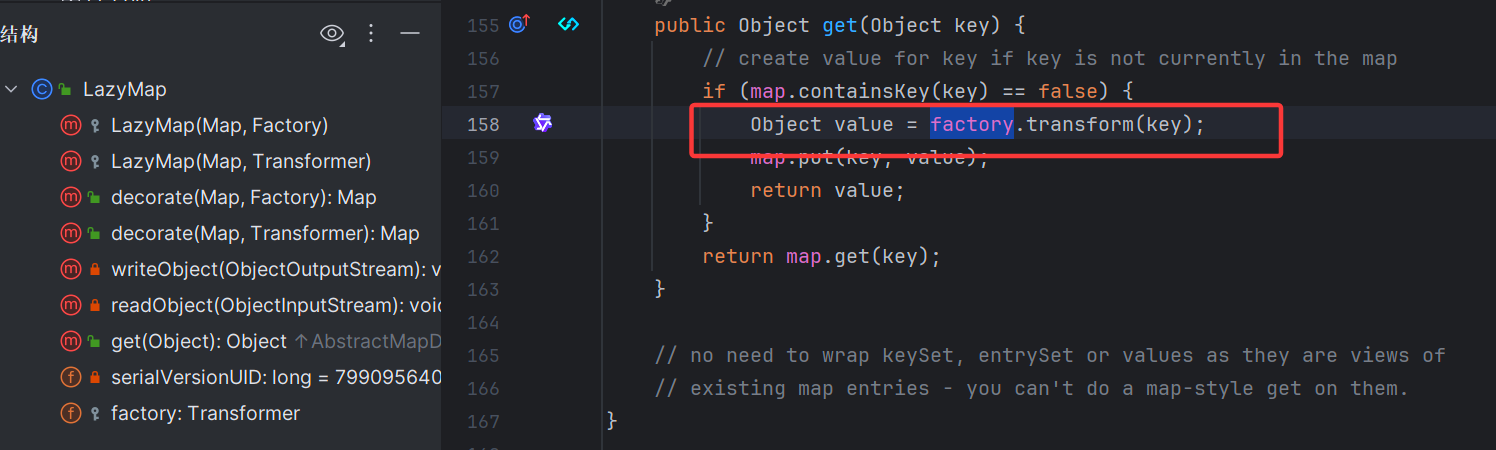 结构
LazyMap
LazyMap(Map, Factory)
LazyMap(Map, Transformer)
decorate(Map, Factory): Map
decorate(Map, Transformer): Map
writeObject(ObjectOutputStream): v
readObject(ObjectInputStream): voic
get(Object): Object ↑AbstractMapD
serialVersionUID: long = 799095640
factory: Transformer
155 public Object get(Object key) {
156 // create value for key if key is not currently in the map
157 if (map.containsKey(key) == false) {
158 Object value = factory.transform(key);
159 map.put(key, value);
160 return value;
161 }
162 return map.get(key);
163 }
164
165 // no need to wrap keySet, entrySet or values as they are views of
166 // existing map entries - you can't do a map-style get on them.
167 }